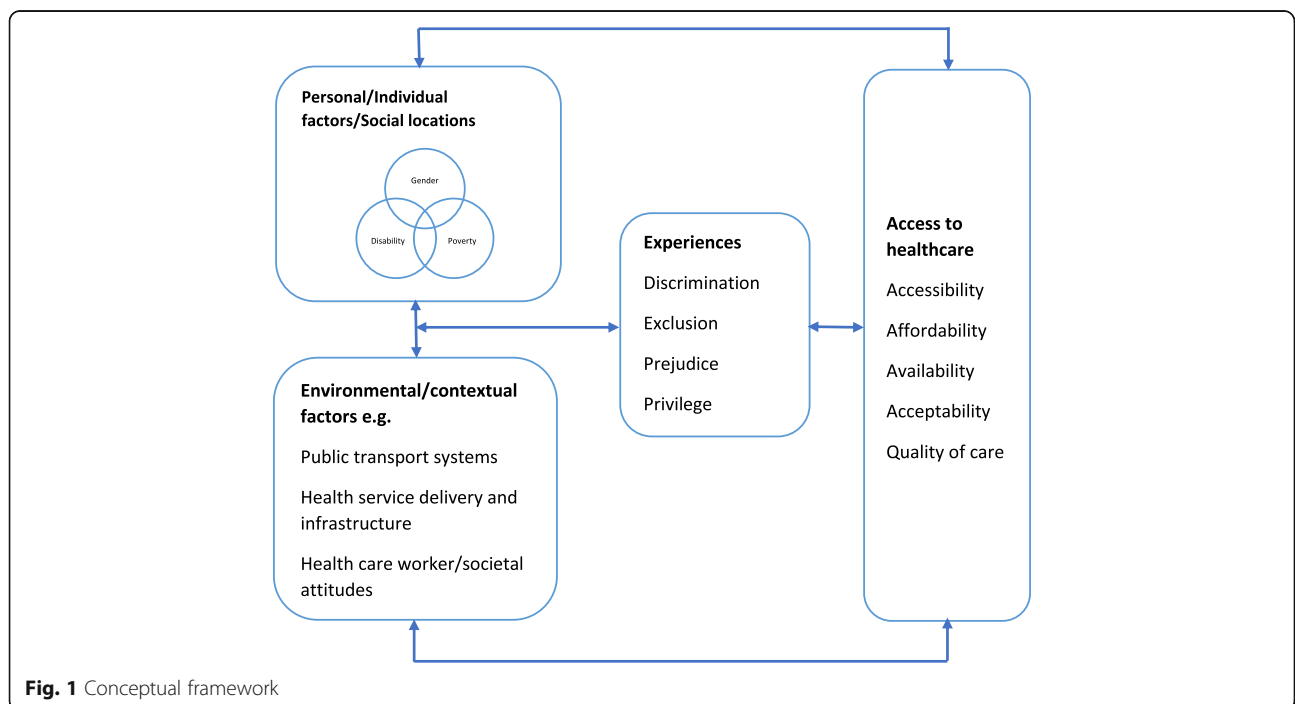 Personal/Individual
factors/Social locations
Gender
Disability
Poverty
Environmental/contextual
factors e.g.
Public transport systems
Health service delivery and
infrastructure
Health care worker/societal
attitudes
Experiences
Discrimination
Exclusion
Prejudice
Privilege
Access to
healthcare
Accessibility
Affordability
Availability
Acceptability
Quality of care
Fig. 1 Conceptual framework